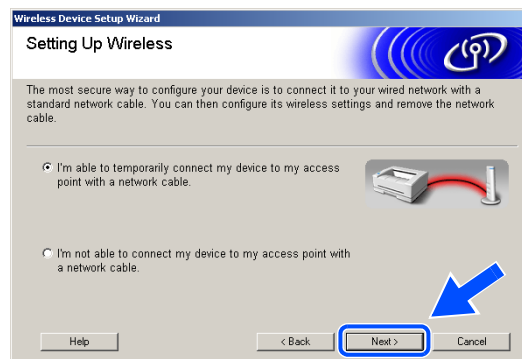 Wireless Device Setup Wizard
Setting Up Wireless
The most secure way to configure your device is to connect it to your wired network with a
standard network cable. You can then configure its wireless settings and remove the network
cable.
I'm able to temporarily connect my device to my access
point with a network cable.
I'm not able to connect my device to my access point with
a network cable.
Help < Back Next > Cancel